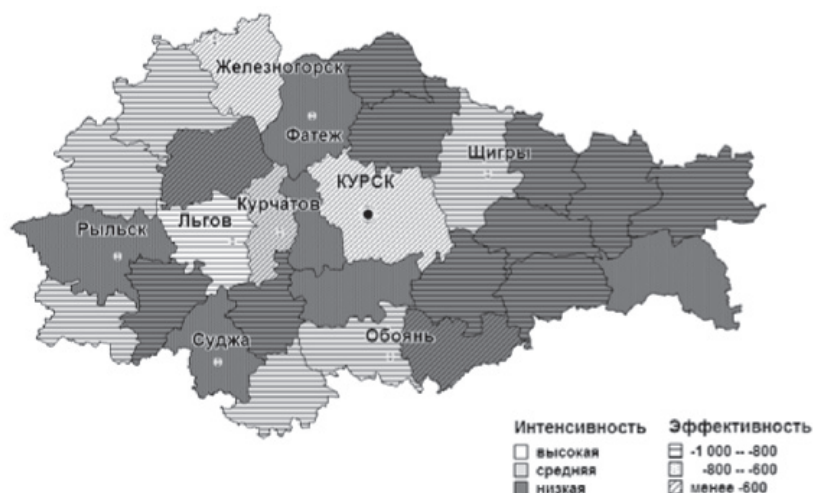 Железногорск
Фатеж
Щигры
КУРСК
Курчатов
Льгов
Рыльск
Обоянь
Суджа
Интенсивность
высокая
средняя
низкая
Эффективность
-1 000 -- -800
-800 -- -600
менее -600